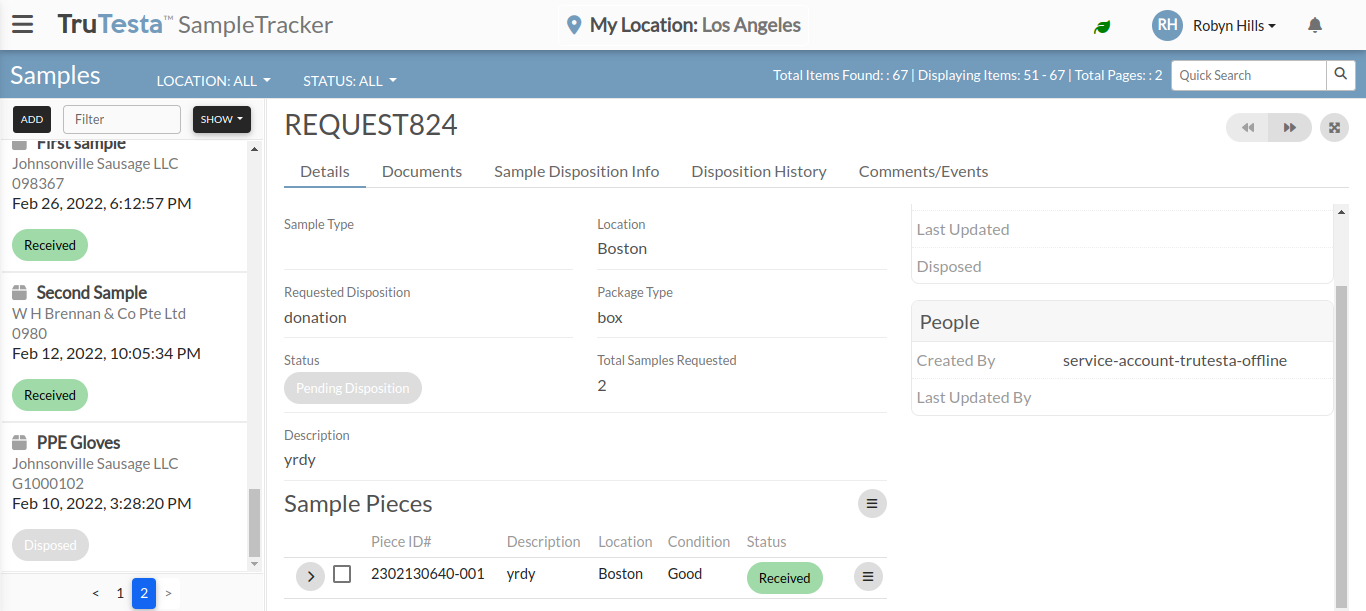 TruTesta™ SampleTracker
My Location: Los Angeles
RH Robyn Hills
Samples
LOCATION: ALL
STATUS: ALL
Total Items Found: : 67 | Displaying Items: 51 - 67 | Total Pages: : 2
Quick Search
ADD
Filter
SHOW
First sample
Johnsonville Sausage LLC
098367
Feb 26, 2022, 6:12:57 PM
Received
Second Sample
W H Brennan & Co Pte Ltd
0980
Feb 12, 2022, 10:05:34 PM
Received
PPE Gloves
Johnsonville Sausage LLC
G1000102
Feb 10, 2022, 3:28:20 PM
Disposed
< 1 2 >
REQUEST824
Details Documents Sample Disposition Info Disposition History Comments/Events
Sample Type
Location
Boston
Requested Disposition
donation
Package Type
box
Status
Pending Disposition
Total Samples Requested
2
Description
yrdy
Sample Pieces
Piece ID# Description Location Condition Status
2302130640-001 yrdy Boston Good Received
Last Updated
Disposed
People
Created By service-account-trutesta-offline
Last Updated By